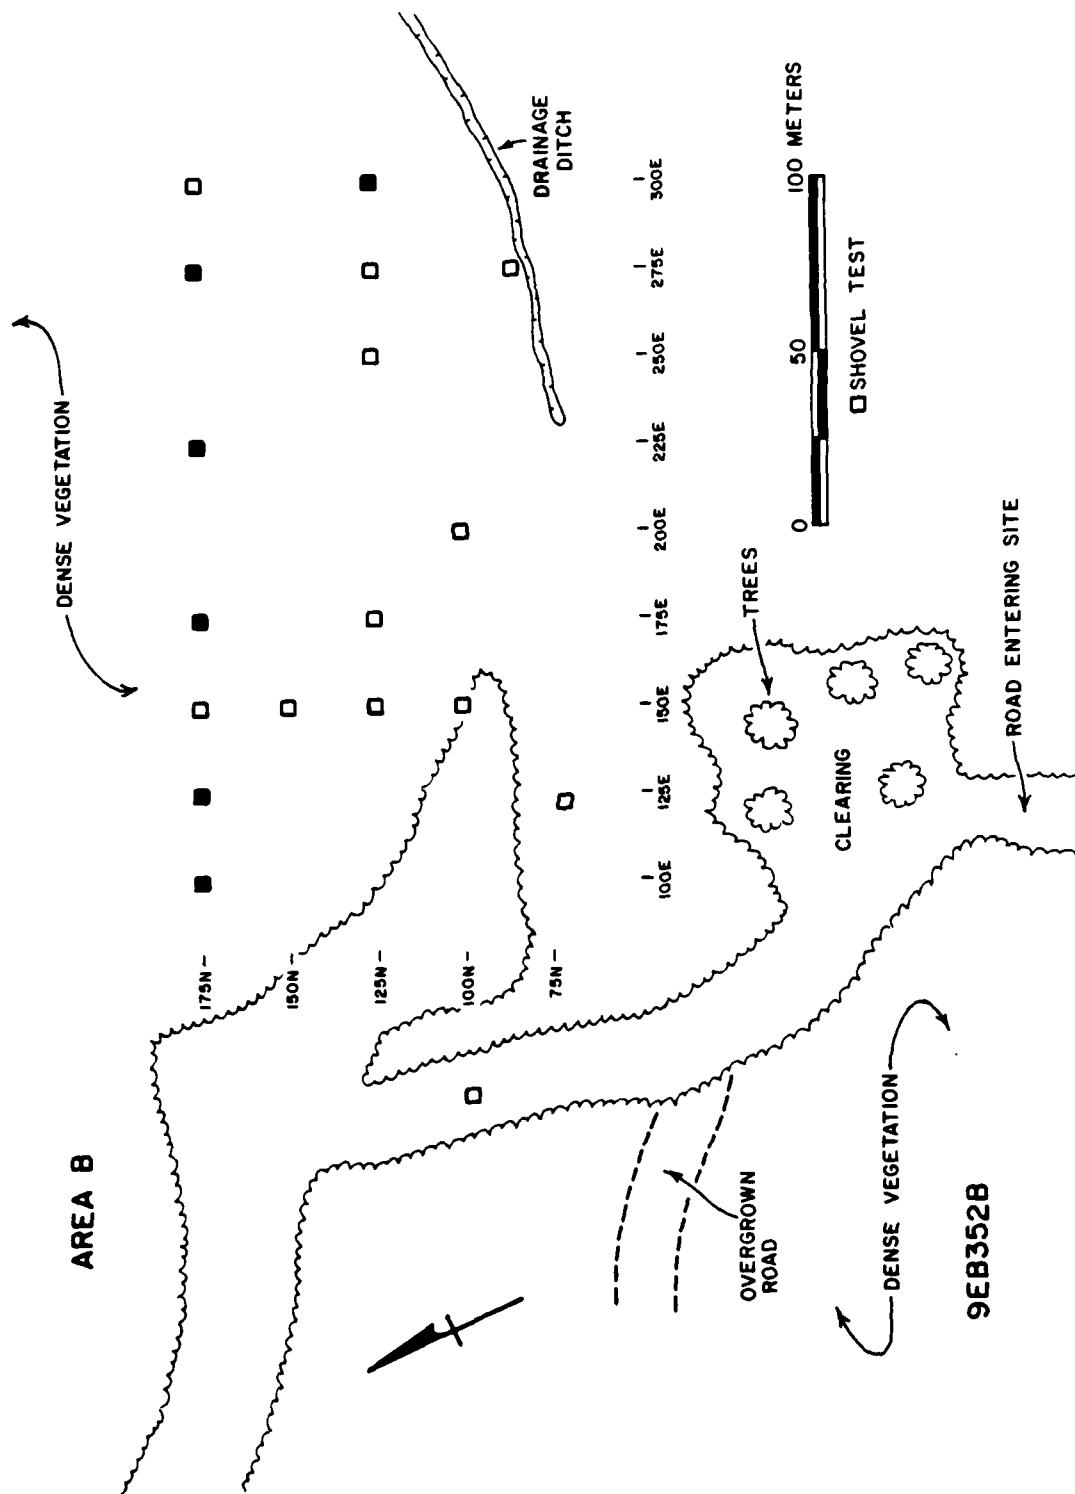 AREA B
DENSE VEGETATION
DRAINAGE
DITCH
175N
150N
125N
100N
75N
100E
125E
150E
175E
200E
225E
250E
275E
300E
OVERGROWN
ROAD
TREES
CLEARING
0
50
100 METERS
SHOVEL TEST
DENSE VEGETATION
ROAD ENTERING SITE
9EB352B